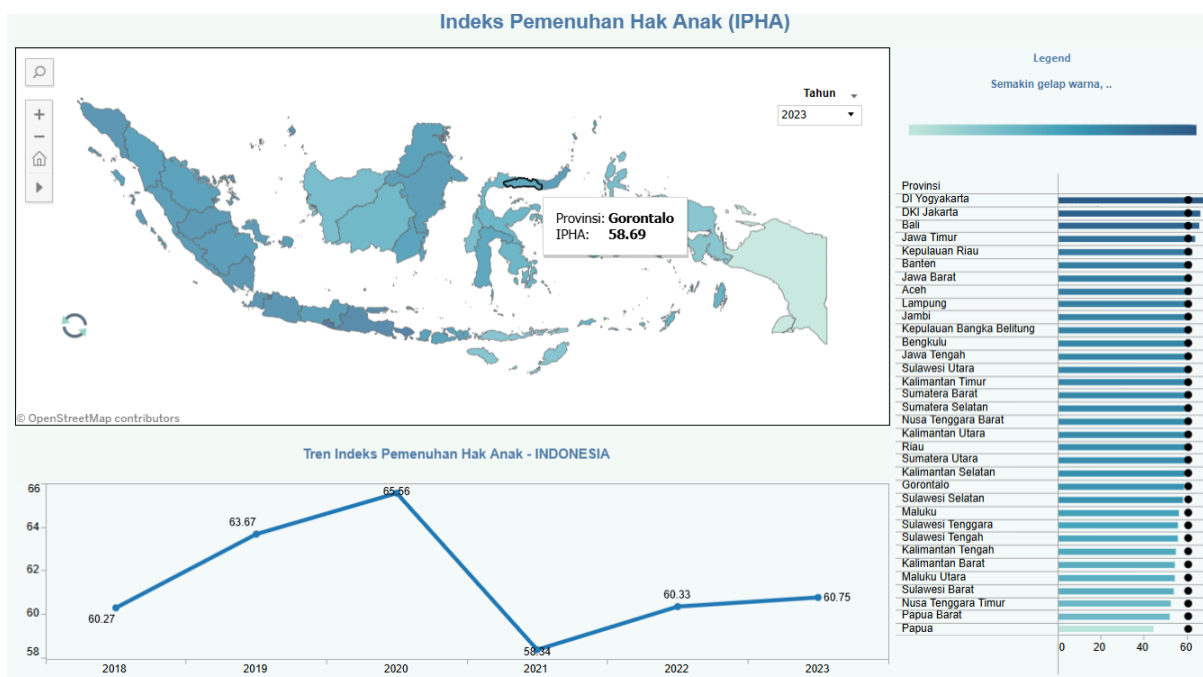 Indeks Pemenuhan Hak Anak (IPHA)
Tahun
2023
Provinsi: Gorontalo
IPHA: 58.69
© OpenStreetMap contributors
Legend
Semakin gelap warna, ..
Provinsi
DI Yogyakarta
DKI Jakarta
Bali
Jawa Timur
Kepulauan Riau
Banten
Jawa Barat
Aceh
Lampung
Jambi
Kepulauan Bangka Belitung
Bengkulu
Jawa Tengah
Sulawesi Utara
Kalimantan Timur
Sumatera Barat
Sumatera Selatan
Nusa Tenggara Barat
Kalimantan Utara
Riau
Sumatera Utara
Kalimantan Selatan
Gorontalo
Sulawesi Selatan
Maluku
Sulawesi Tenggara
Sulawesi Tengah
Kalimantan Tengah
Kalimantan Barat
Maluku Utara
Sulawesi Barat
Nusa Tenggara Timur
Papua Barat
Papua
0 20 40 60
Tren Indeks Pemenuhan Hak Anak - INDONESIA
66
64
62
60
58
60.27
63.67
65.56
58.34
60.33
60.75
2018 2019 2020 2021 2022 2023